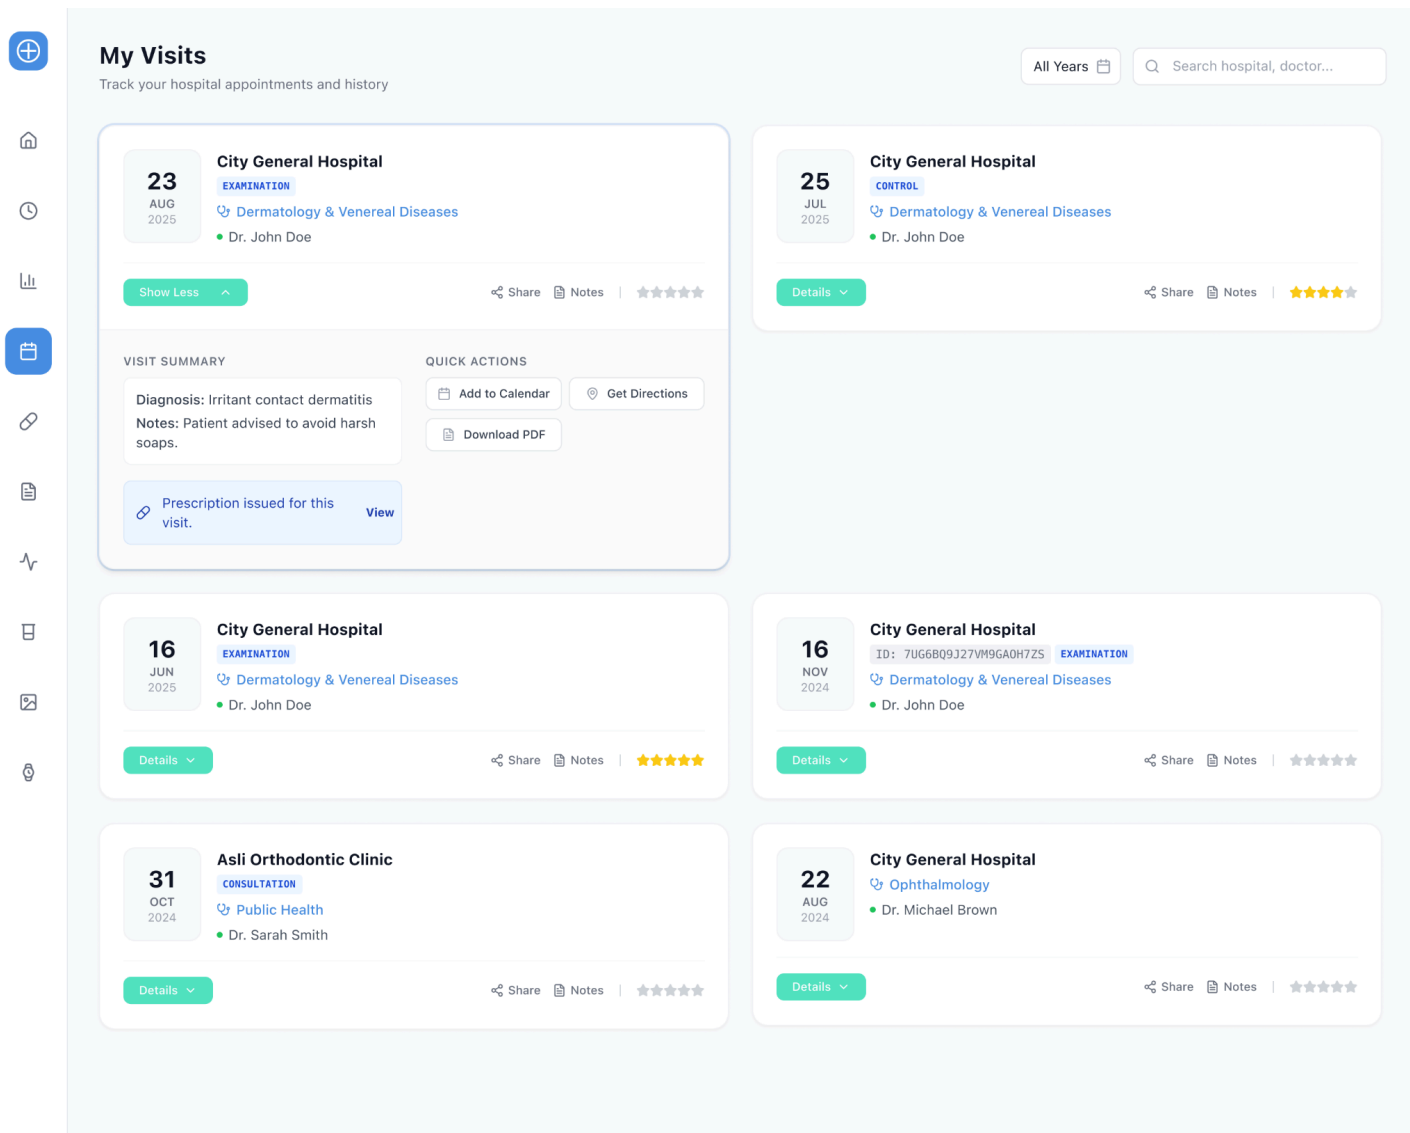 My Visits
Track your hospital appointments and history
All Years
Search hospital, doctor...
23
AUG
2025
City General Hospital
EXAMINATION
Dermatology & Venereal Diseases
Dr. John Doe
Show Less
Share
Notes
VISIT SUMMARY
Diagnosis: Irritant contact dermatitis
Notes: Patient advised to avoid harsh
soaps.
Prescription issued for this
visit.
View
QUICK ACTIONS
Add to Calendar
Get Directions
Download PDF
25
JUL
2025
City General Hospital
CONTROL
Dermatology & Venereal Diseases
Dr. John Doe
Details
Share
Notes
16
JUN
2025
City General Hospital
EXAMINATION
Dermatology & Venereal Diseases
Dr. John Doe
Details
Share
Notes
16
NOV
2024
City General Hospital
ID: 7UG6BQ9J27VM9GAOH7ZS EXAMINATION
Dermatology & Venereal Diseases
Dr. John Doe
Details
Share
Notes
31
OCT
2024
Asli Orthodontic Clinic
CONSULTATION
Public Health
Dr. Sarah Smith
Details
Share
Notes
22
AUG
2024
City General Hospital
Ophthalmology
Dr. Michael Brown
Details
Share
Notes